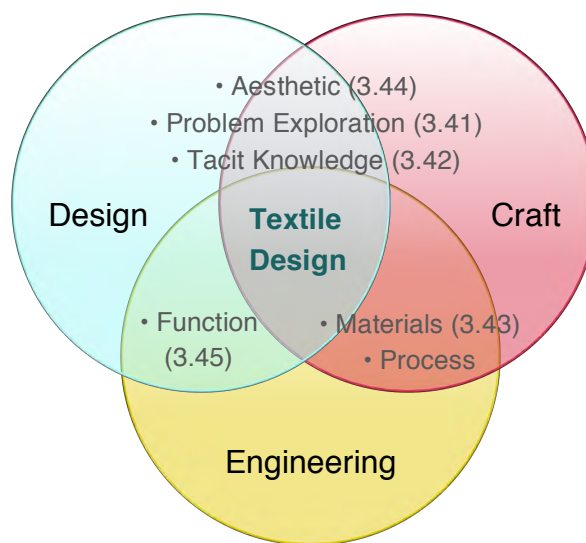 • Aesthetic (3.44)
• Problem Exploration (3.41)
• Tacit Knowledge (3.42)
Design
Textile
Design
Craft
• Function
(3.45)
• Materials (3.43)
• Process
Engineering